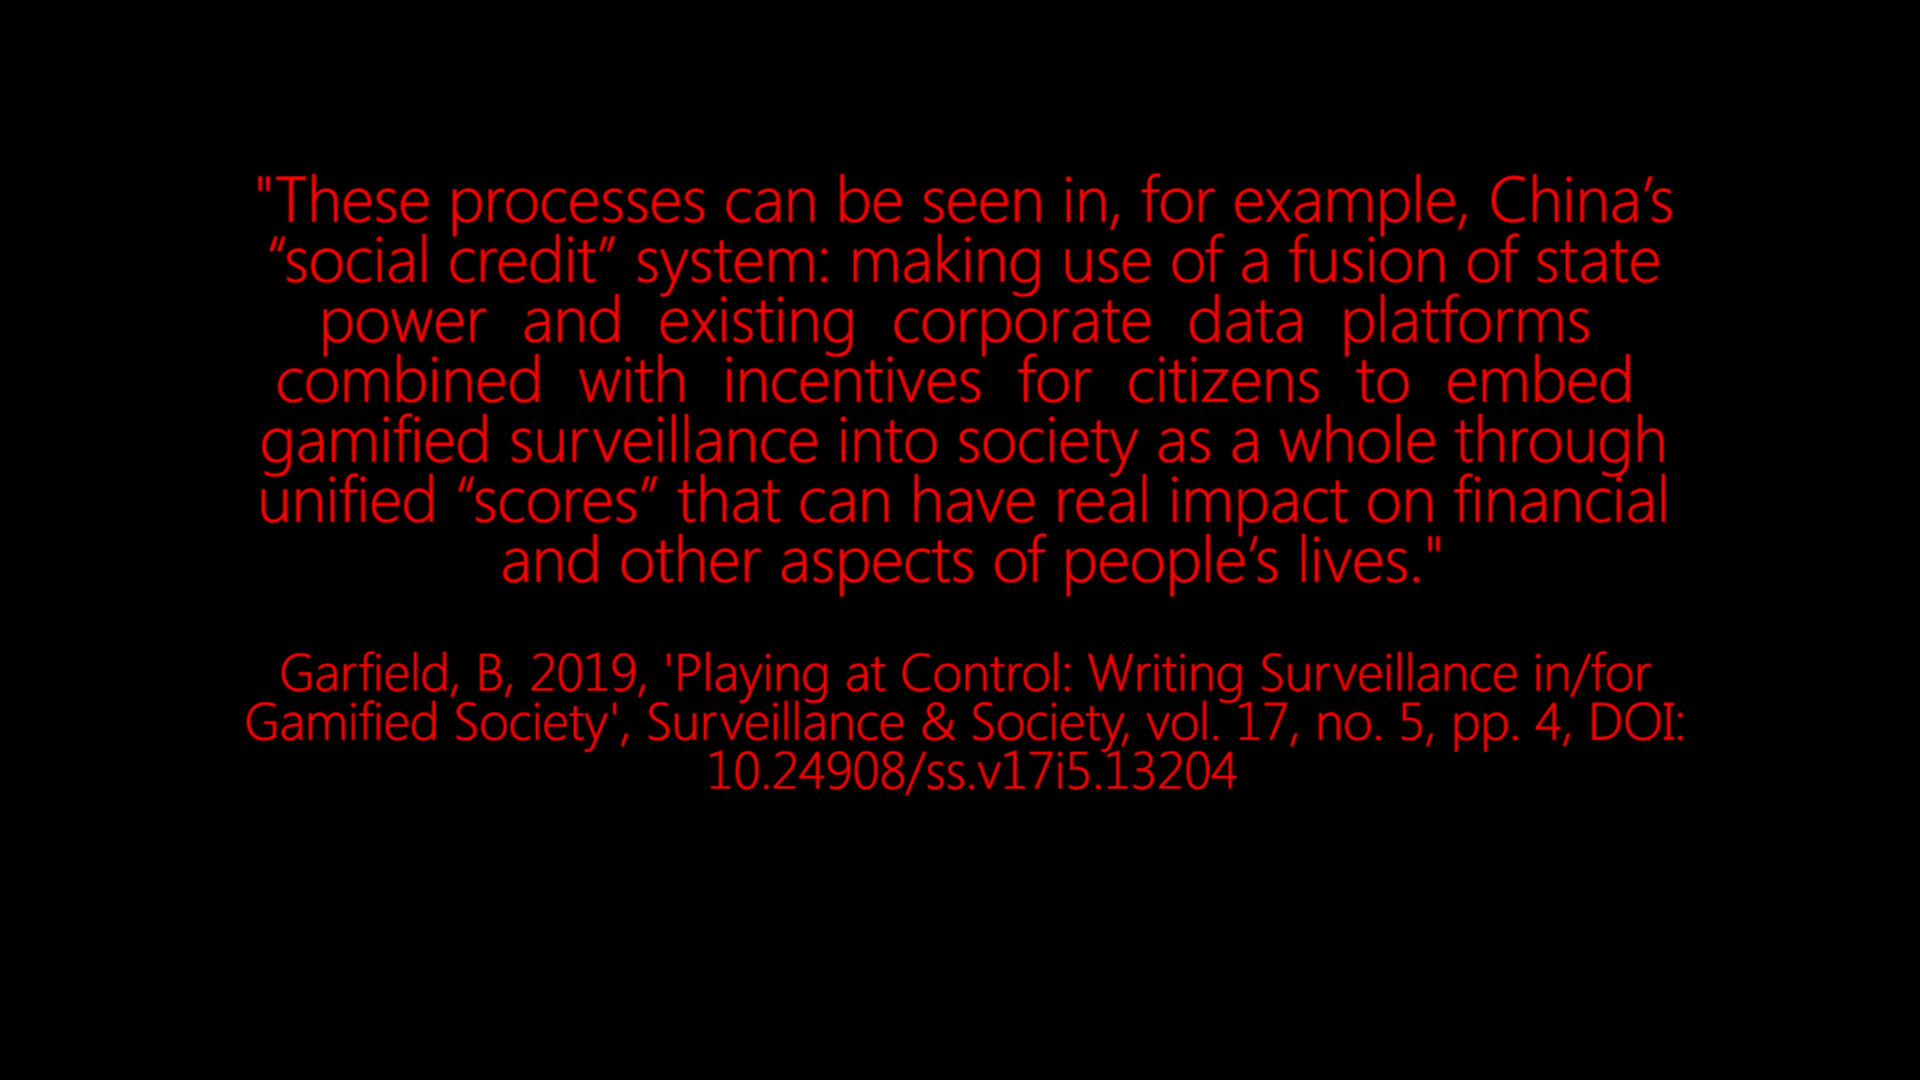 "These processes can be seen in, for example, China’s
“social credit” system: making use of a fusion of state
power and existing corporate data platforms
combined with incentives for citizens to embed
gamified surveillance into society as a whole through
unified “scores” that can have real impact on financial
and other aspects of people’s lives."
Garfield, B, 2019, 'Playing at Control: Writing Surveillance in/for
Gamified Society', Surveillance & Society, vol. 17, no. 5, pp. 4, DOI:
10.24908/ss.v17i5.13204